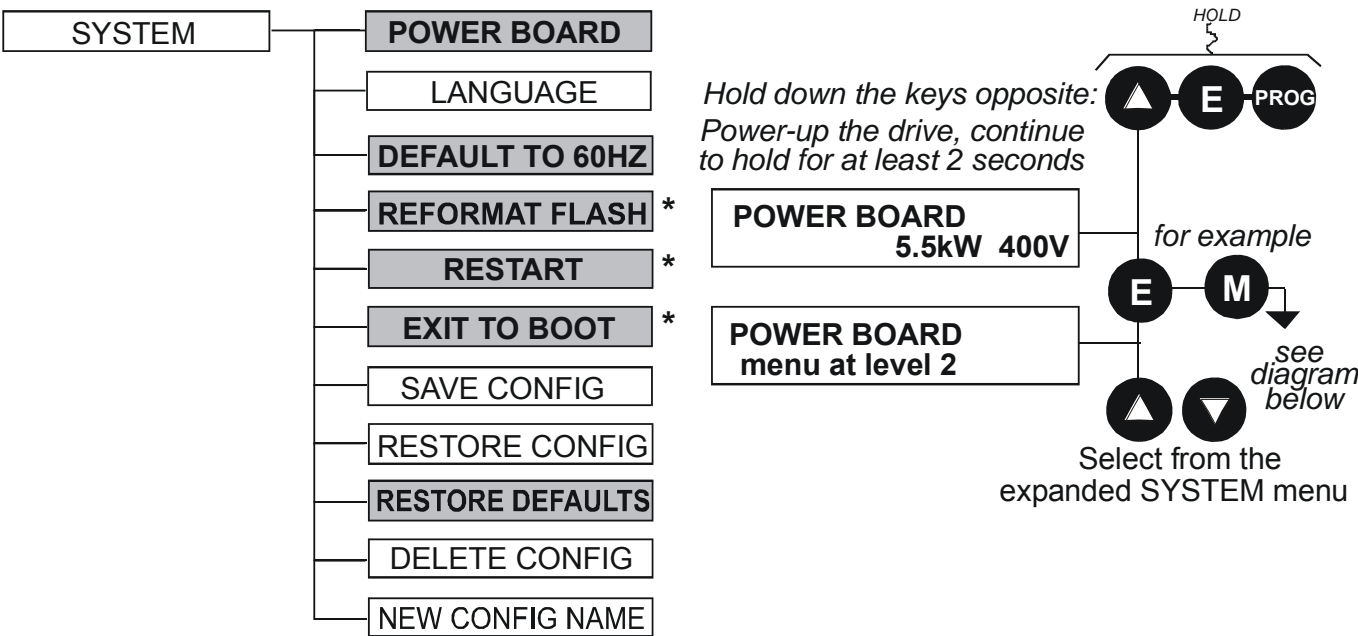 SYSTEM
POWER BOARD
LANGUAGE
DEFAULT TO 60HZ
REFORMAT FLASH *
RESTART *
EXIT TO BOOT *
SAVE CONFIG
RESTORE CONFIG
RESTORE DEFAULTS
DELETE CONFIG
NEW CONFIG NAME
HOLD
Hold down the keys opposite:
E PROG
Power-up the drive, continue
to hold for at least 2 seconds
POWER BOARD
5.5kW 400V
for example
E M
POWER BOARD
menu at level 2
see
diagram
below
Select from the
expanded SYSTEM menu